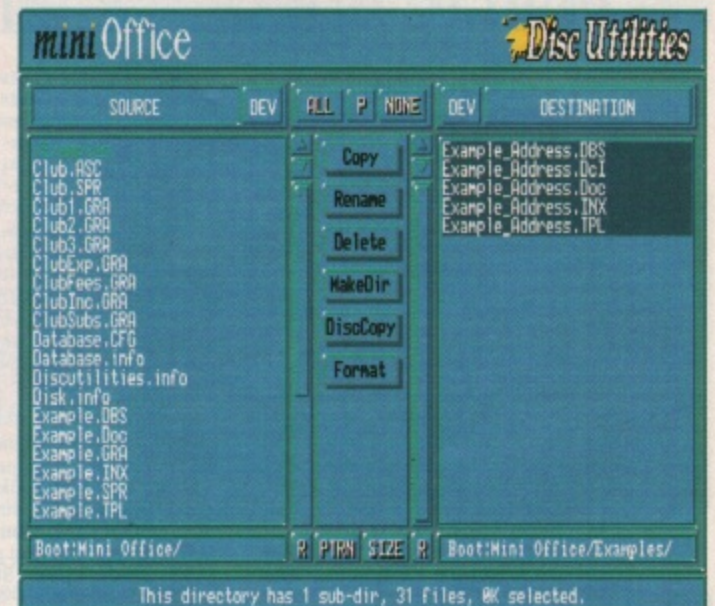 mini Office
Disc Utilities
SOURCE DEV ALL P NONE DEV DESTINATION
Examples
Club.ASC
Club.SPR
Club1.GRA
Club2.GRA
Club3.GRA
ClubExp.GRA
ClubFees.GRA
ClubInc.GRA
ClubSubs.GRA
Database.CFG
Database.info
Discutilities.info
Disk.info
Example.DBS
Example.Doc
Example.GRA
Example.INX
Example.SPR
Example.TPL
Copy
Rename
Delete
MakeDir
DiscCopy
Format
Example_Address.DBS
Example_Address.DcI
Example_Address.Doc
Example_Address.INX
Example_Address.TPL
Boot:Mini Office/ R PTRN SIZE R Boot:Mini Office/Examples/
This directory has 1 sub-dir, 31 files, 0K selected.